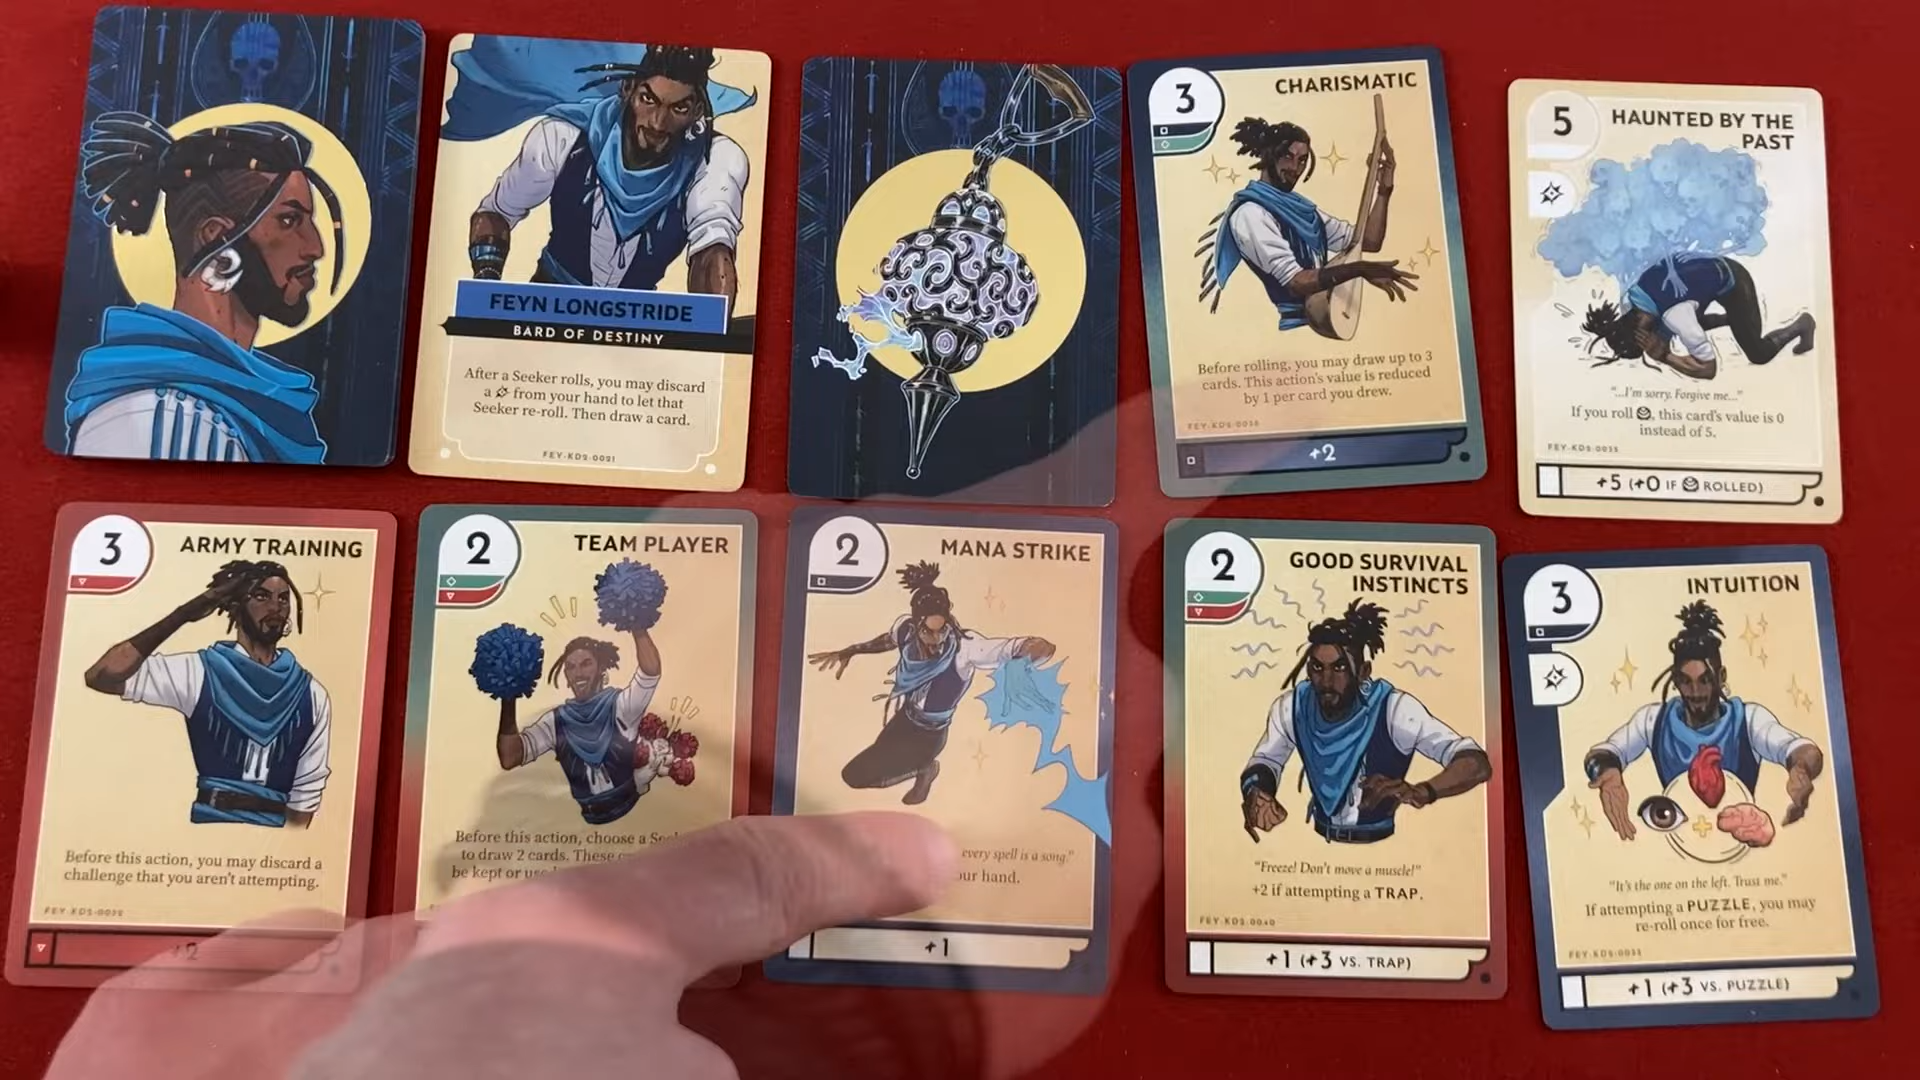 FEYN LONGSTRIDE
BARD OF DESTINY
After a Seeker rolls, you may discard
a from your hand to let that
Seeker re-roll. Then draw a card.
FEY-KDS-0021
3
CHARISMATIC
Before rolling, you may draw up to 3
cards. This action's value is reduced
by 1 per card you drew.
+2
5
HAUNTED BY THE
PAST
"...I'm sorry. Forgive me..."
If you roll , this card's value is 0
instead of 5.
+5 (+0 IF ROLLED)
3
ARMY TRAINING
Before this action, you may discard a
challenge that you aren't attempting.
+2
2
TEAM PLAYER
Before this action, choose a
to draw 2 cards. These
be kept or
2
MANA STRIKE
every spell is a song."
hand.
+1
2
GOOD SURVIVAL
INSTINCTS
"Freeze! Don't move a muscle!"
+2 if attempting a TRAP.
FEY-KDS-0040
+1 (+3 VS. TRAP)
3
INTUITION
"It's the one on the left. Trust me."
If attempting a PUZZLE, you may
re-roll once for free.
+1 (+3 VS. PUZZLE)